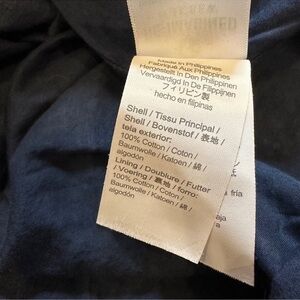 Made in Philippines
Fabriqué Aux Philippines
Hergestellt In Den Philippinen
Vervaardigd In De Filippijnen
フィリピン製
hecho en filipinas
Shell / Tissu Principal /
Shell / Bovenstof / 表地 /
tela exterior:
100% Cotton / Coton /
Baumwolle / Katoen / 綿 /
algodón
Lining / Doublure / Futter
/ Voering / 裏地 / forro:
100% Cotton / Coton /
Baumwolle / Katoen / 綿 /
algodón
fría